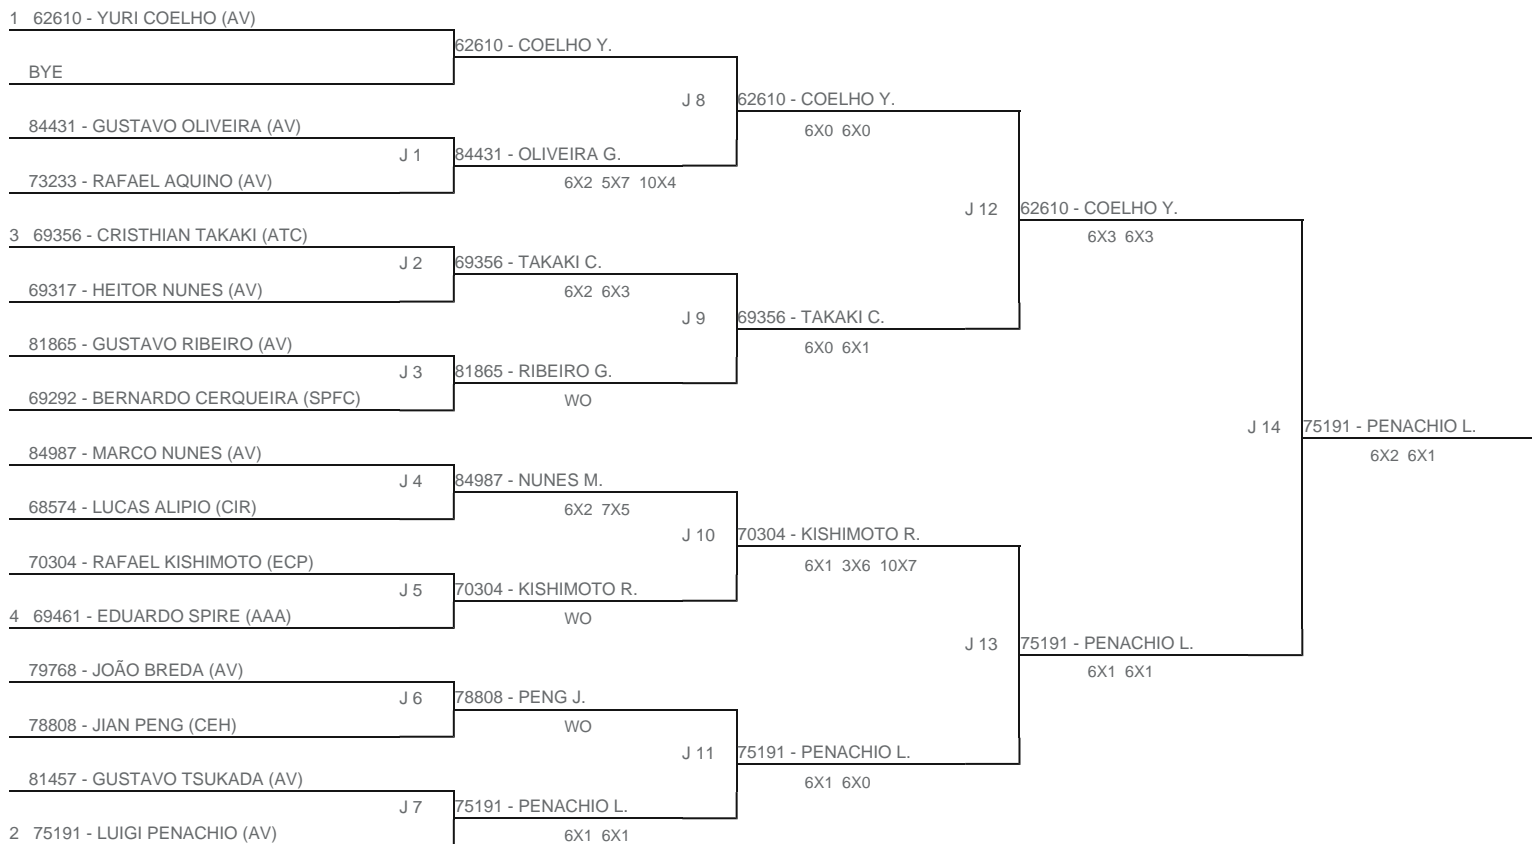 1 62610 - YURI COELHO (AV)
62610 - COELHO Y.
BYE
J 8
62610 - COELHO Y.
6X0 6X0
84431 - GUSTAVO OLIVEIRA (AV)
J 1
84431 - OLIVEIRA G.
6X2 5X7 10X4
73233 - RAFAEL AQUINO (AV)
J 12
62610 - COELHO Y.
6X3 6X3
3 69356 - CRISTHIAN TAKAKI (ATC)
J 2
69356 - TAKAKI C.
6X2 6X3
69317 - HEITOR NUNES (AV)
J 9
69356 - TAKAKI C.
6X0 6X1
81865 - GUSTAVO RIBEIRO (AV)
J 3
81865 - RIBEIRO G.
WO
69292 - BERNARDO CERQUEIRA (SPFC)
J 14
75191 - PENACHIO L.
6X2 6X1
84987 - MARCO NUNES (AV)
J 4
84987 - NUNES M.
6X2 7X5
68574 - LUCAS ALIPIO (CIR)
J 10
70304 - KISHIMOTO R.
6X1 3X6 10X7
70304 - RAFAEL KISHIMOTO (ECP)
J 5
70304 - KISHIMOTO R.
WO
4 69461 - EDUARDO SPIRE (AAA)
J 13
75191 - PENACHIO L.
6X1 6X1
79768 - JOÃO BREDA (AV)
J 6
78808 - PENG J.
WO
78808 - JIAN PENG (CEH)
J 11
75191 - PENACHIO L.
6X1 6X0
81457 - GUSTAVO TSUKADA (AV)
J 7
75191 - PENACHIO L.
6X1 6X1
2 75191 - LUIGI PENACHIO (AV)